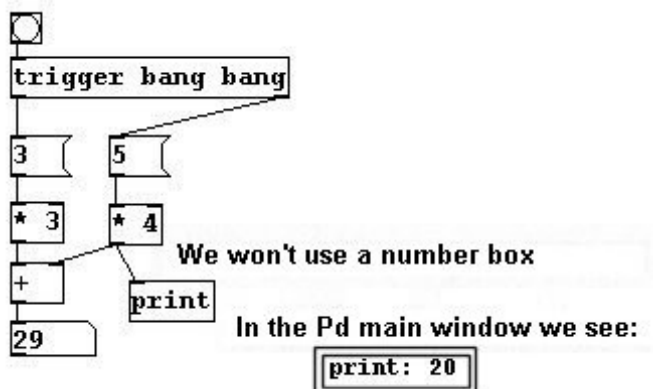 trigger bang bang
3
5
* 3
* 4
We won't use a number box
+
print
In the Pd main window we see:
29
print: 20